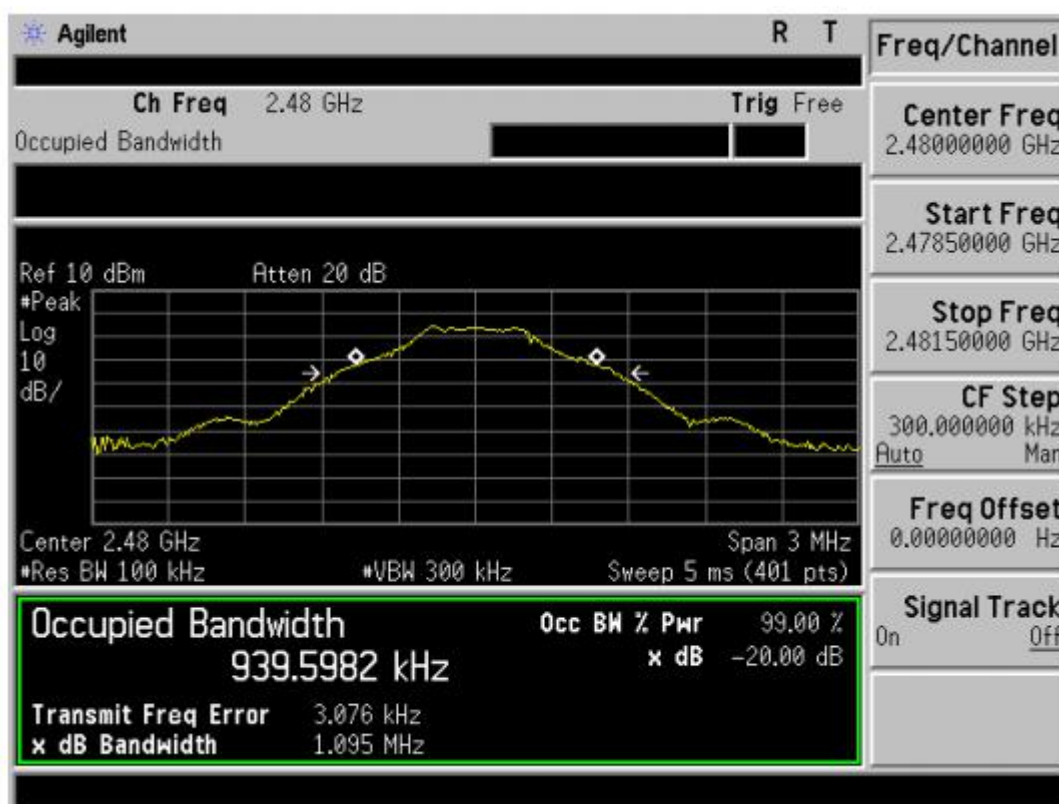 Agilent
R T
Freq/Channel
Ch Freq 2.48 GHz
Trig Free
Occupied Bandwidth
Center Freq
2.48000000 GHz
Start Freq
2.47850000 GHz
Stop Freq
2.48150000 GHz
CF Step
300.000000 kHz
Auto Man
Freq Offset
0.00000000 Hz
Signal Track
On Off
Ref 10 dBm
Atten 20 dB
#Peak
Log
10
dB/
Center 2.48 GHz
Span 3 MHz
#Res BW 100 kHz
#VBW 300 kHz
Sweep 5 ms (401 pts)
Occupied Bandwidth
939.5982 kHz
Occ BW % Pwr 99.00 %
x dB -20.00 dB
Transmit Freq Error 3.076 kHz
x dB Bandwidth 1.095 MHz